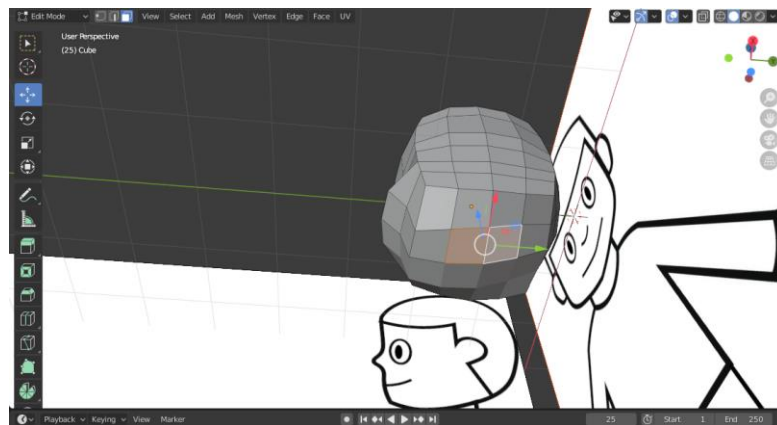 Edit Mode View Select Add Mesh Vertex Edge Face UV
User Perspective
(25) Cube
Playback Keying View Marker 25 Start 1 End 250